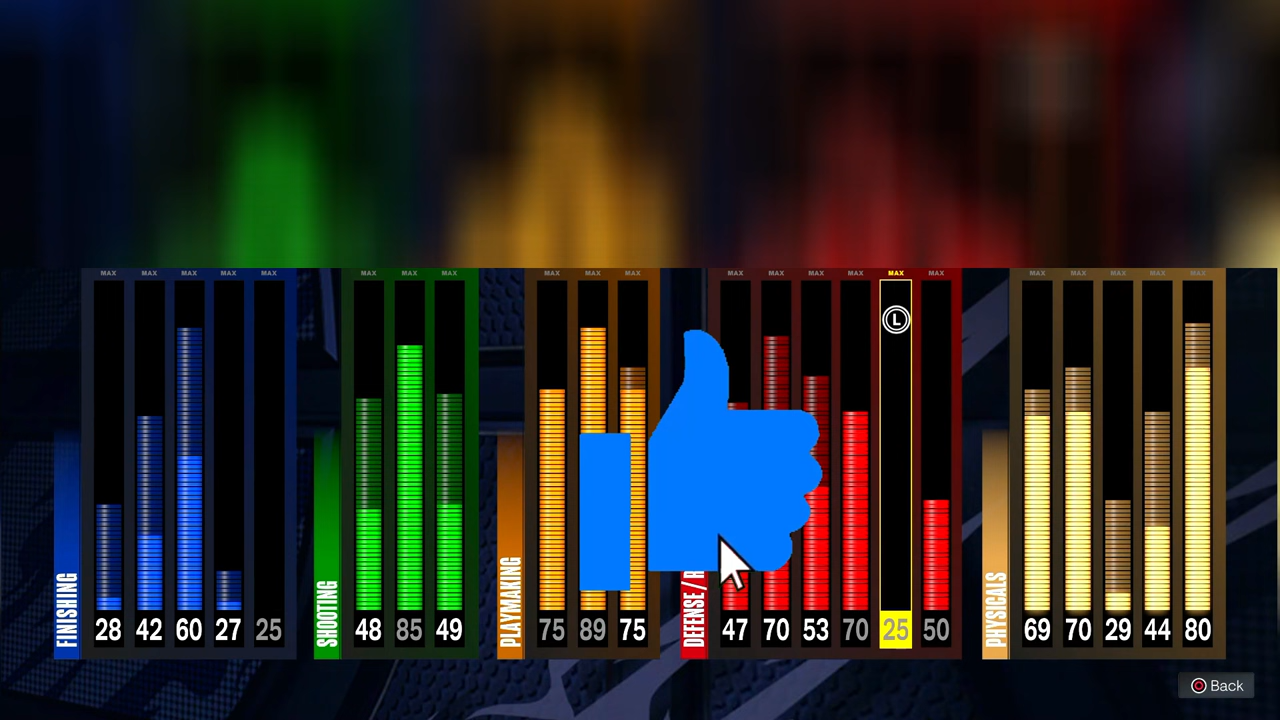 MAX MAX MAX MAX MAX MAX MAX MAX MAX MAX MAX MAX MAX MAX MAX MAX MAX MAX MAX MAX MAX MAX
L
FINISHING
SHOOTING
PLAYMAKING
DEFENSE / R
PHYSICALS
28 42 60 27 25 48 85 49 75 89 75 47 70 53 70 25 50 69 70 29 44 80
Back